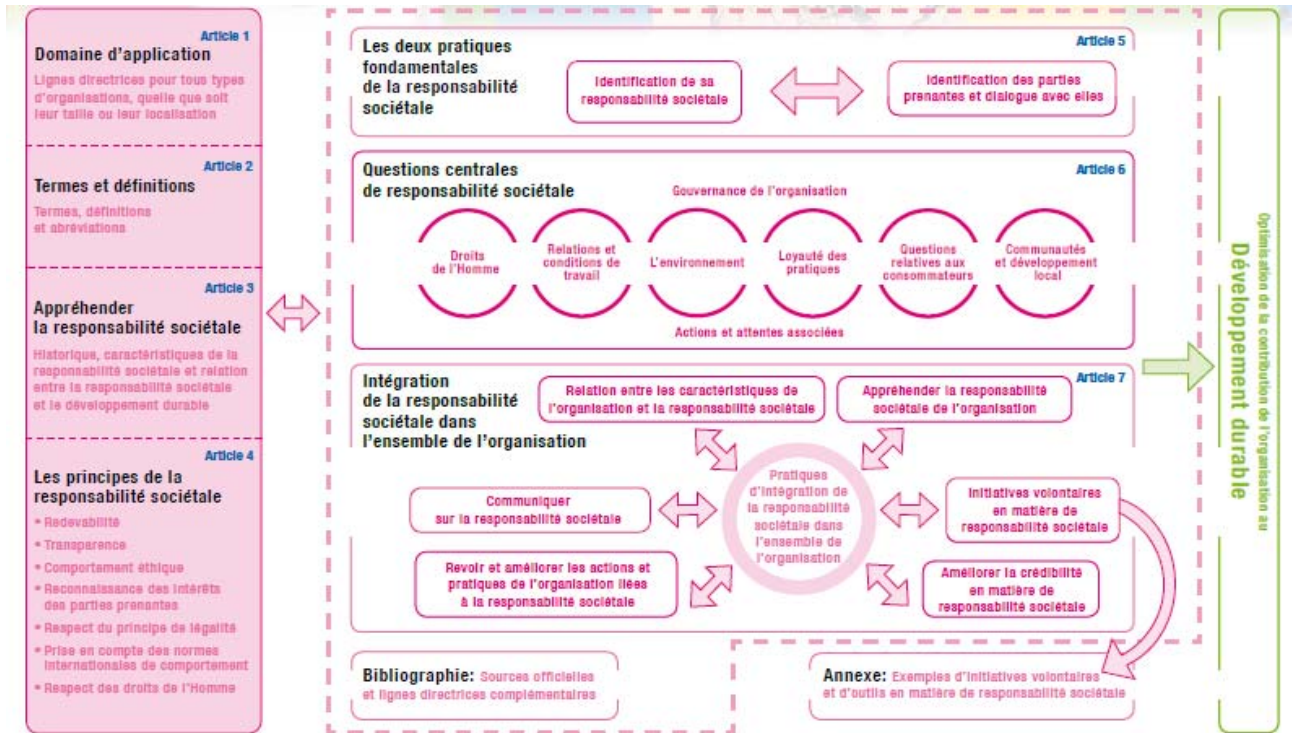 Article 1
Domaine d'application
Lignes directrices pour tous types
d'organisations, quelle que soit
leur taille ou leur localisation
Article 2
Termes et définitions
Termes, définitions
et abréviations
Article 3
Appréhender
la responsabilité sociétale
Historique, caractéristiques de la
responsabilité sociétale et relation
entre la responsabilité sociétale
et le développement durable
Article 4
Les principes de la
responsabilité sociétale
• Redevabilité
• Transparence
• Comportement éthique
• Reconnaissance des intérêts
des parties prenantes
• Respect du principe de légalité
• Prise en compte des normes
internationales de comportement
• Respect des droits de l'Homme
Article 5
Les deux pratiques
fondamentales
de la responsabilité
sociétale
Identification de sa
responsabilité sociétale
Identification des parties
prenantes et dialogue avec elles
Article 6
Questions centrales
de responsabilité sociétale
Gouvernance de l'organisation
Droits
de l'Homme
Relations et
conditions de
travail
L'environnement
Loyauté des
pratiques
Questions
relatives aux
consommateurs
Communautés
et développement
local
Actions et attentes associées
Article 7
Intégration
de la responsabilité
sociétale dans
l'ensemble de l'organisation
Relation entre les caractéristiques de
l'organisation et la responsabilité sociétale
Appréhender la responsabilité
sociétale de l'organisation
Communiquer
sur la responsabilité sociétale
Pratiques
d'intégration de
la responsabilité
sociétale dans
l'ensemble de
l'organisation
Initiatives volontaires
en matière de
responsabilité sociétale
Revoir et améliorer les actions et
pratiques de l'organisation liées
à la responsabilité sociétale
Améliorer la crédibilité
en matière de
responsabilité sociétale
Bibliographie: Sources officielles
et lignes directrices complémentaires
Annexe: Exemples d'initiatives volontaires
et d'outils en matière de responsabilité sociétale
Optimisation de la contribution de l'organisation au
Développement durable